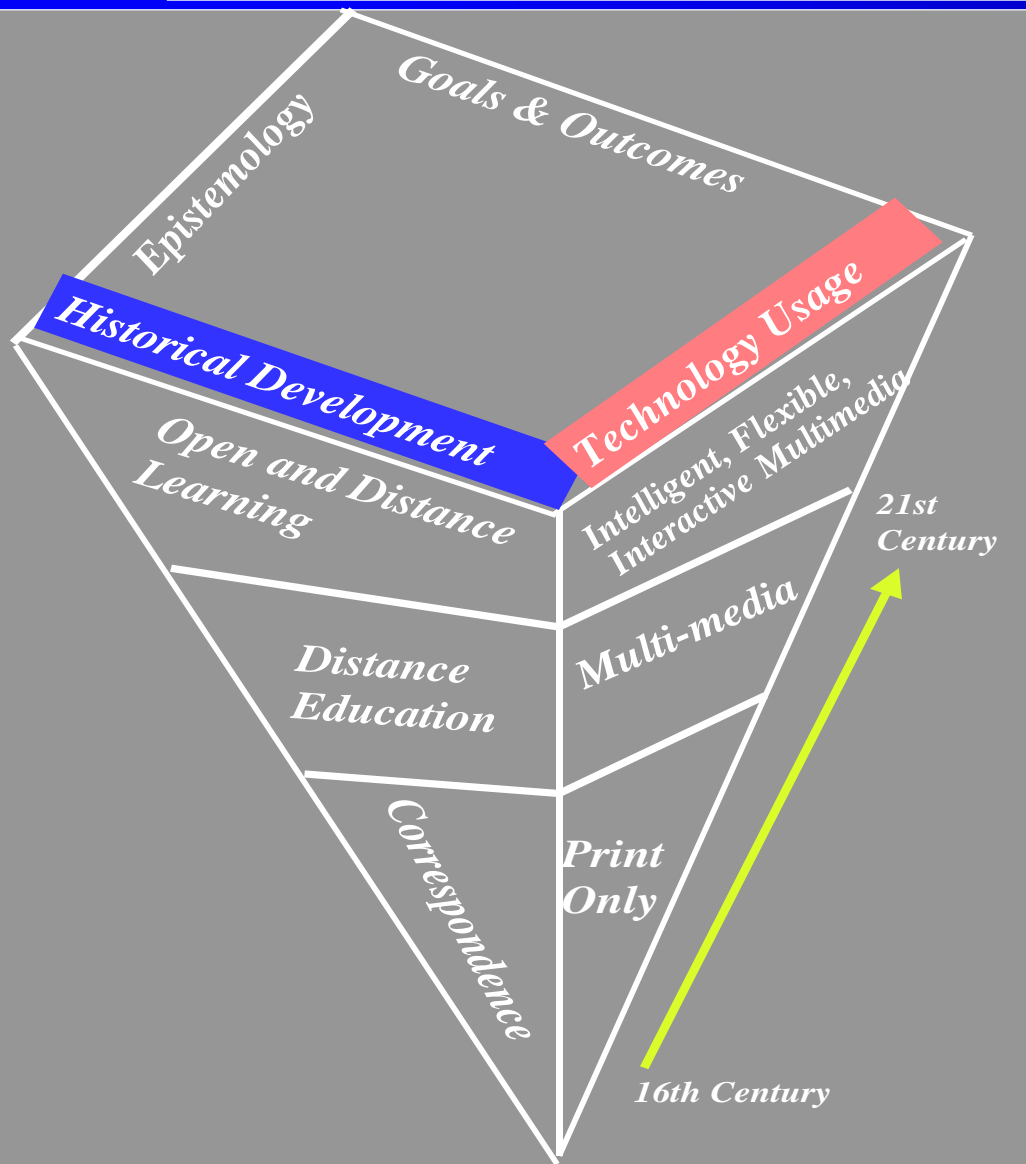 Goals & Outcomes
Epistemology
Historical Development
Technology Usage
Open and Distance
Learning
Intelligent, Flexible,
Interactive Multimedia
21st
Century
Distance
Education
Multi-media
Correspondence
Print
Only
16th Century